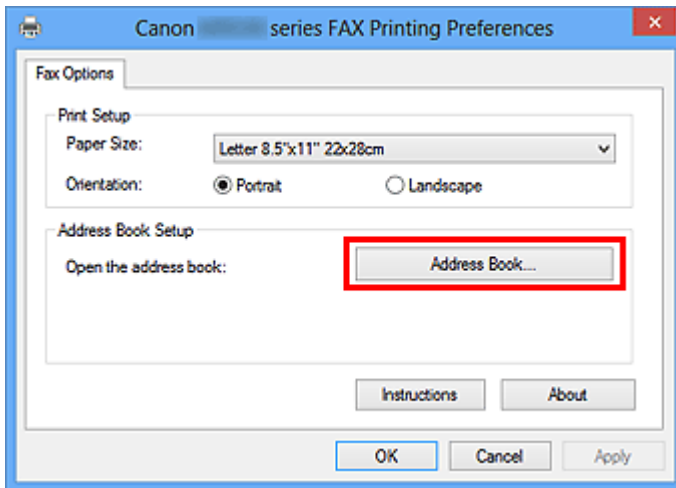 Canon series FAX Printing Preferences
Fax Options
Print Setup
Paper Size: Letter 8.5"x11" 22x28cm
Orientation: Portrait Landscape
Address Book Setup
Open the address book: Address Book...
Instructions About
OK Cancel Apply